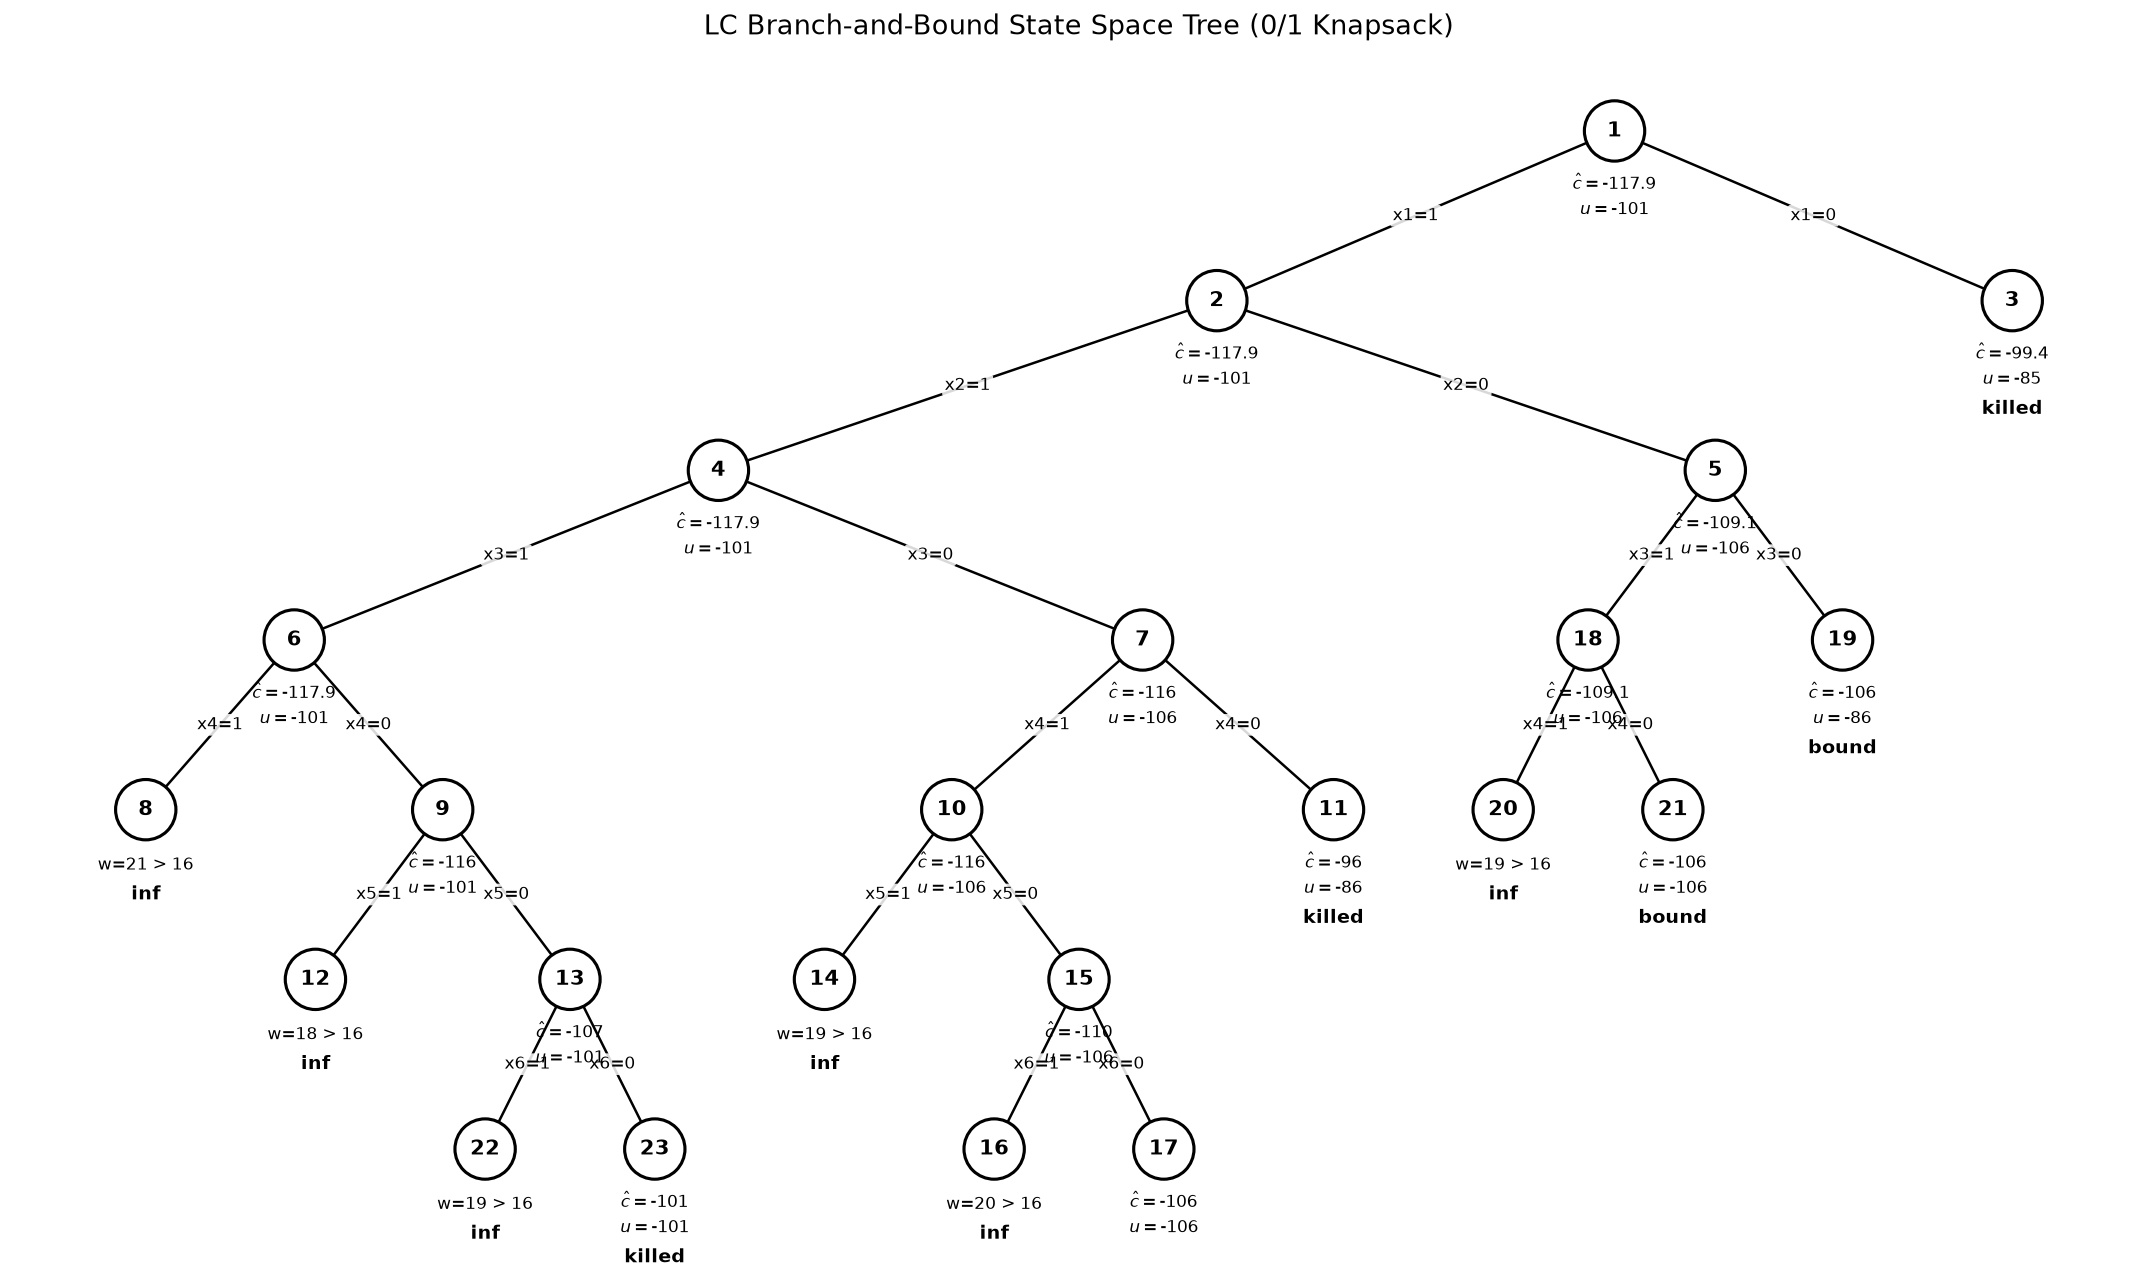 LC Branch-and-Bound State Space Tree (0/1 Knapsack)
1
ĉ = -117.9
u = -101
x1=1
x1=0
2
ĉ = -117.9
u = -101
3
ĉ = -99.4
u = -85
killed
x2=1
x2=0
4
ĉ = -117.9
u = -101
5
ĉ = -109.1
u = -106
x3=1
x3=0
x3=1
x3=0
6
ĉ = -117.9
u = -101
7
ĉ = -116
u = -106
18
ĉ = -109.1
u = -106
19
ĉ = -106
u = -86
bound
x4=1
x4=0
x4=1
x4=0
x4=1
x4=0
8
w=21 > 16
inf
9
ĉ = -116
u = -101
10
ĉ = -116
u = -106
11
ĉ = -96
u = -86
killed
20
w=19 > 16
inf
21
ĉ = -106
u = -106
bound
x5=1
x5=0
x5=1
x5=0
12
w=18 > 16
inf
13
ĉ = -107
u = -101
14
w=19 > 16
inf
15
ĉ = -110
u = -106
x6=1
x6=0
x6=1
x6=0
22
w=19 > 16
inf
23
ĉ = -101
u = -101
killed
16
w=20 > 16
inf
17
ĉ = -106
u = -106